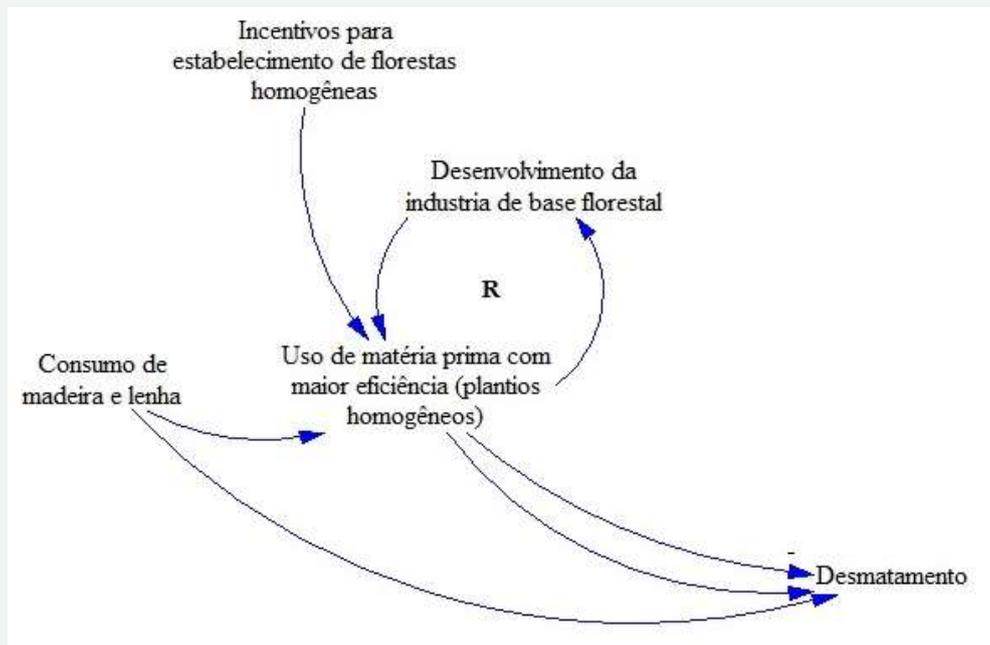 Incentivos para
estabelecimento de florestas
homogêneas
Desenvolvimento da
industria de base florestal
R
Consumo de
madeira e lenha
Uso de matéria prima com
maior eficiência (plantios
homogêneos)
-
Desmatamento